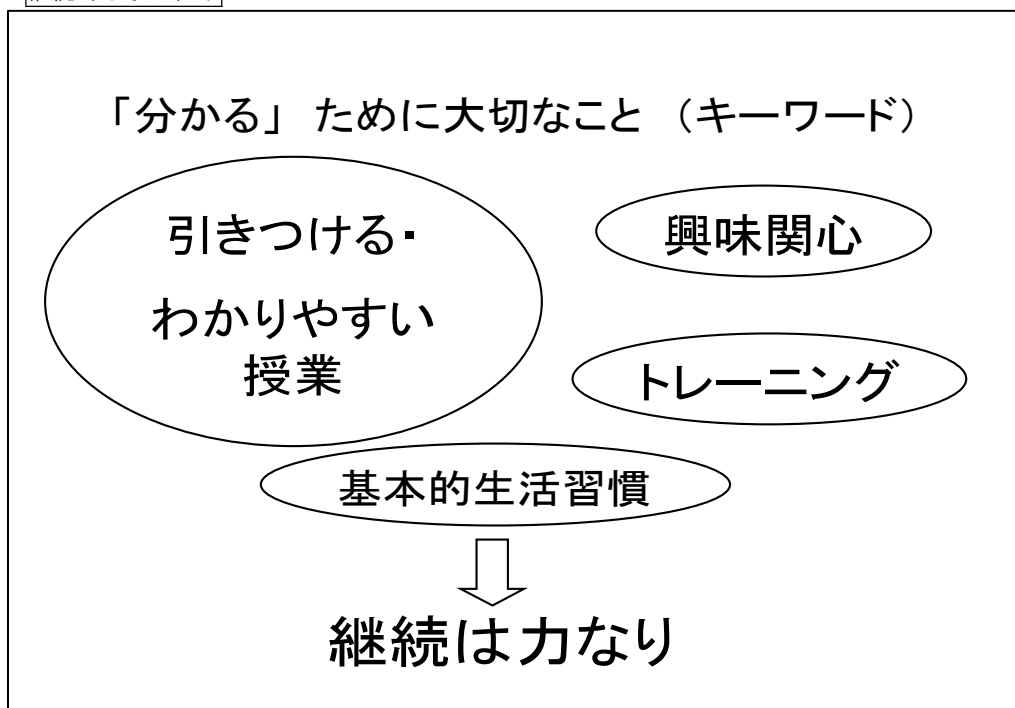 「分かる」 ために大切なこと （キーワード）
引きつける・
わかりやすい
授業
興味関心
トレーニング
基本的生活習慣
継続は力なり